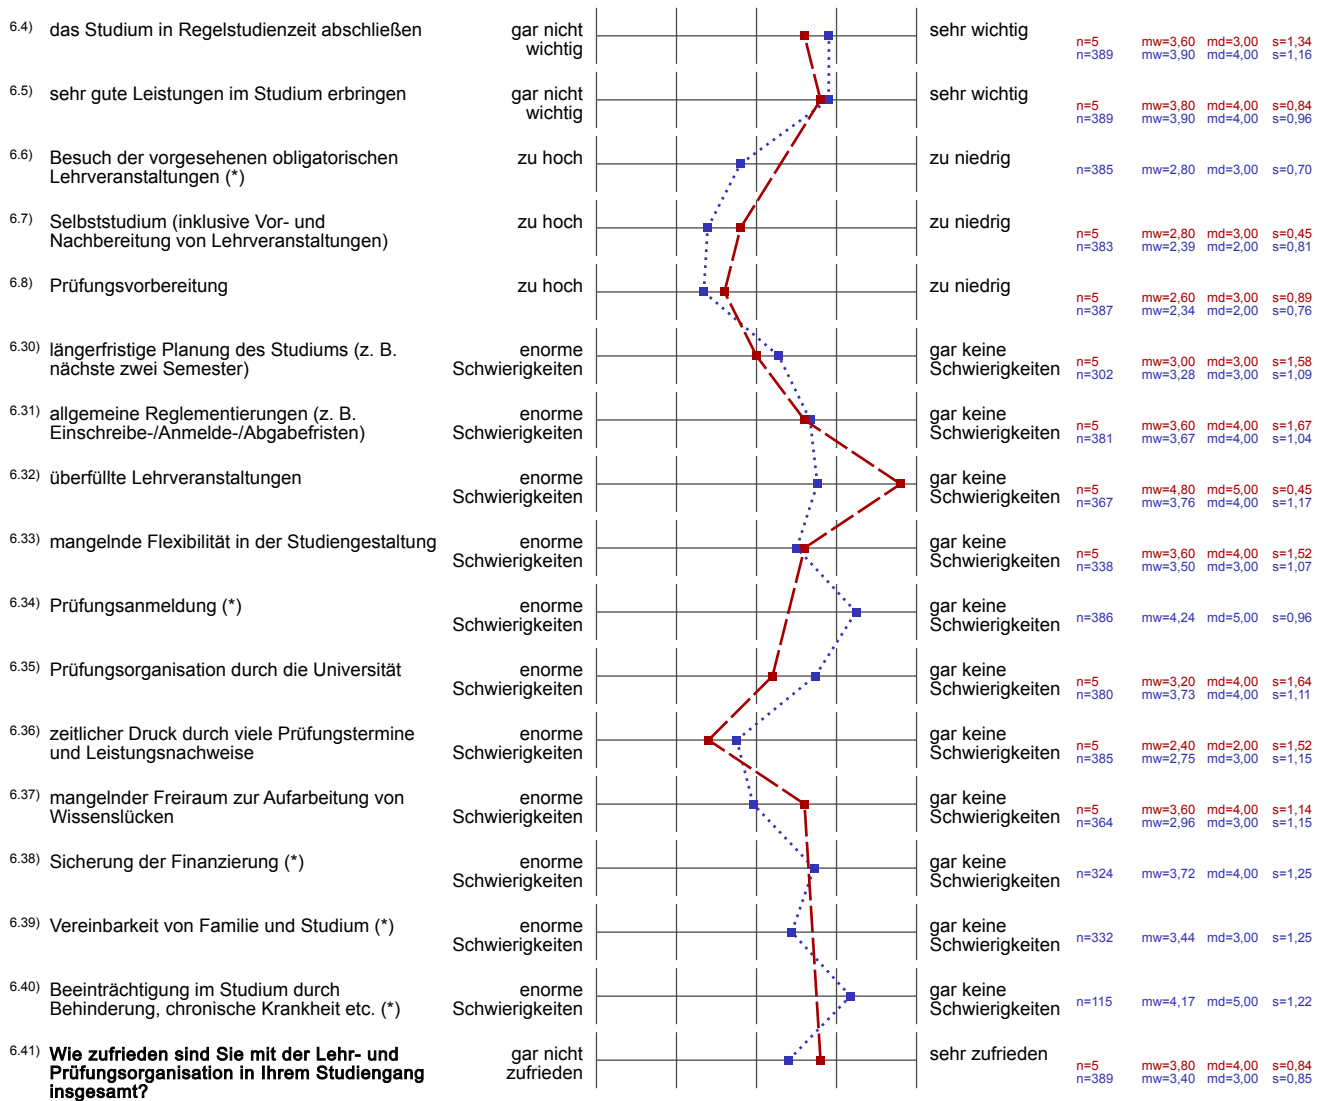 6.4) das Studium in Regelstudienzeit abschließen gar nicht wichtig sehr wichtig
n=5 mw=3,60 md=3,00 s=1,34
n=389 mw=3,90 md=4,00 s=1,16
6.5) sehr gute Leistungen im Studium erbringen gar nicht wichtig sehr wichtig
n=5 mw=3,80 md=4,00 s=0,84
n=389 mw=3,90 md=4,00 s=0,96
6.6) Besuch der vorgesehenen obligatorischen
Lehrveranstaltungen (*) zu hoch zu niedrig
n=385 mw=2,80 md=3,00 s=0,70
6.7) Selbststudium (inklusive Vor- und
Nachbereitung von Lehrveranstaltungen) zu hoch zu niedrig
n=5 mw=2,80 md=3,00 s=0,45
n=383 mw=2,39 md=2,00 s=0,81
6.8) Prüfungsvorbereitung zu hoch zu niedrig
n=5 mw=2,60 md=3,00 s=0,89
n=387 mw=2,34 md=2,00 s=0,76
6.30) längerfristige Planung des Studiums (z. B.
nächste zwei Semester) enorme Schwierigkeiten gar keine Schwierigkeiten
n=5 mw=3,00 md=3,00 s=1,58
n=302 mw=3,28 md=3,00 s=1,09
6.31) allgemeine Reglementierungen (z. B.
Einschreibe-/Anmelde-/Abgabefristen) enorme Schwierigkeiten gar keine Schwierigkeiten
n=5 mw=3,60 md=4,00 s=1,67
n=381 mw=3,67 md=4,00 s=1,04
6.32) überfüllte Lehrveranstaltungen enorme Schwierigkeiten gar keine Schwierigkeiten
n=5 mw=4,80 md=5,00 s=0,45
n=367 mw=3,76 md=4,00 s=1,17
6.33) mangelnde Flexibilität in der Studiengestaltung enorme Schwierigkeiten gar keine Schwierigkeiten
n=5 mw=3,60 md=4,00 s=1,52
n=338 mw=3,50 md=3,00 s=1,07
6.34) Prüfungsanmeldung (*) enorme Schwierigkeiten gar keine Schwierigkeiten
n=386 mw=4,24 md=5,00 s=0,96
6.35) Prüfungsorganisation durch die Universität enorme Schwierigkeiten gar keine Schwierigkeiten
n=5 mw=3,20 md=4,00 s=1,64
n=380 mw=3,73 md=4,00 s=1,11
6.36) zeitlicher Druck durch viele Prüfungstermine
und Leistungsnachweise enorme Schwierigkeiten gar keine Schwierigkeiten
n=5 mw=2,40 md=2,00 s=1,52
n=385 mw=2,75 md=3,00 s=1,15
6.37) mangelnder Freiraum zur Aufarbeitung von
Wissenslücken enorme Schwierigkeiten gar keine Schwierigkeiten
n=5 mw=3,60 md=4,00 s=1,14
n=364 mw=2,96 md=3,00 s=1,15
6.38) Sicherung der Finanzierung (*) enorme Schwierigkeiten gar keine Schwierigkeiten
n=324 mw=3,72 md=4,00 s=1,25
6.39) Vereinbarkeit von Familie und Studium (*) enorme Schwierigkeiten gar keine Schwierigkeiten
n=332 mw=3,44 md=3,00 s=1,25
6.40) Beeinträchtigung im Studium durch
Behinderung, chronische Krankheit etc. (*) enorme Schwierigkeiten gar keine Schwierigkeiten
n=115 mw=4,17 md=5,00 s=1,22
6.41) Wie zufrieden sind Sie mit der Lehr- und
Prüfungsorganisation in Ihrem Studiengang
insgesamt? gar nicht zufrieden sehr zufrieden
n=5 mw=3,80 md=4,00 s=0,84
n=389 mw=3,40 md=3,00 s=0,85